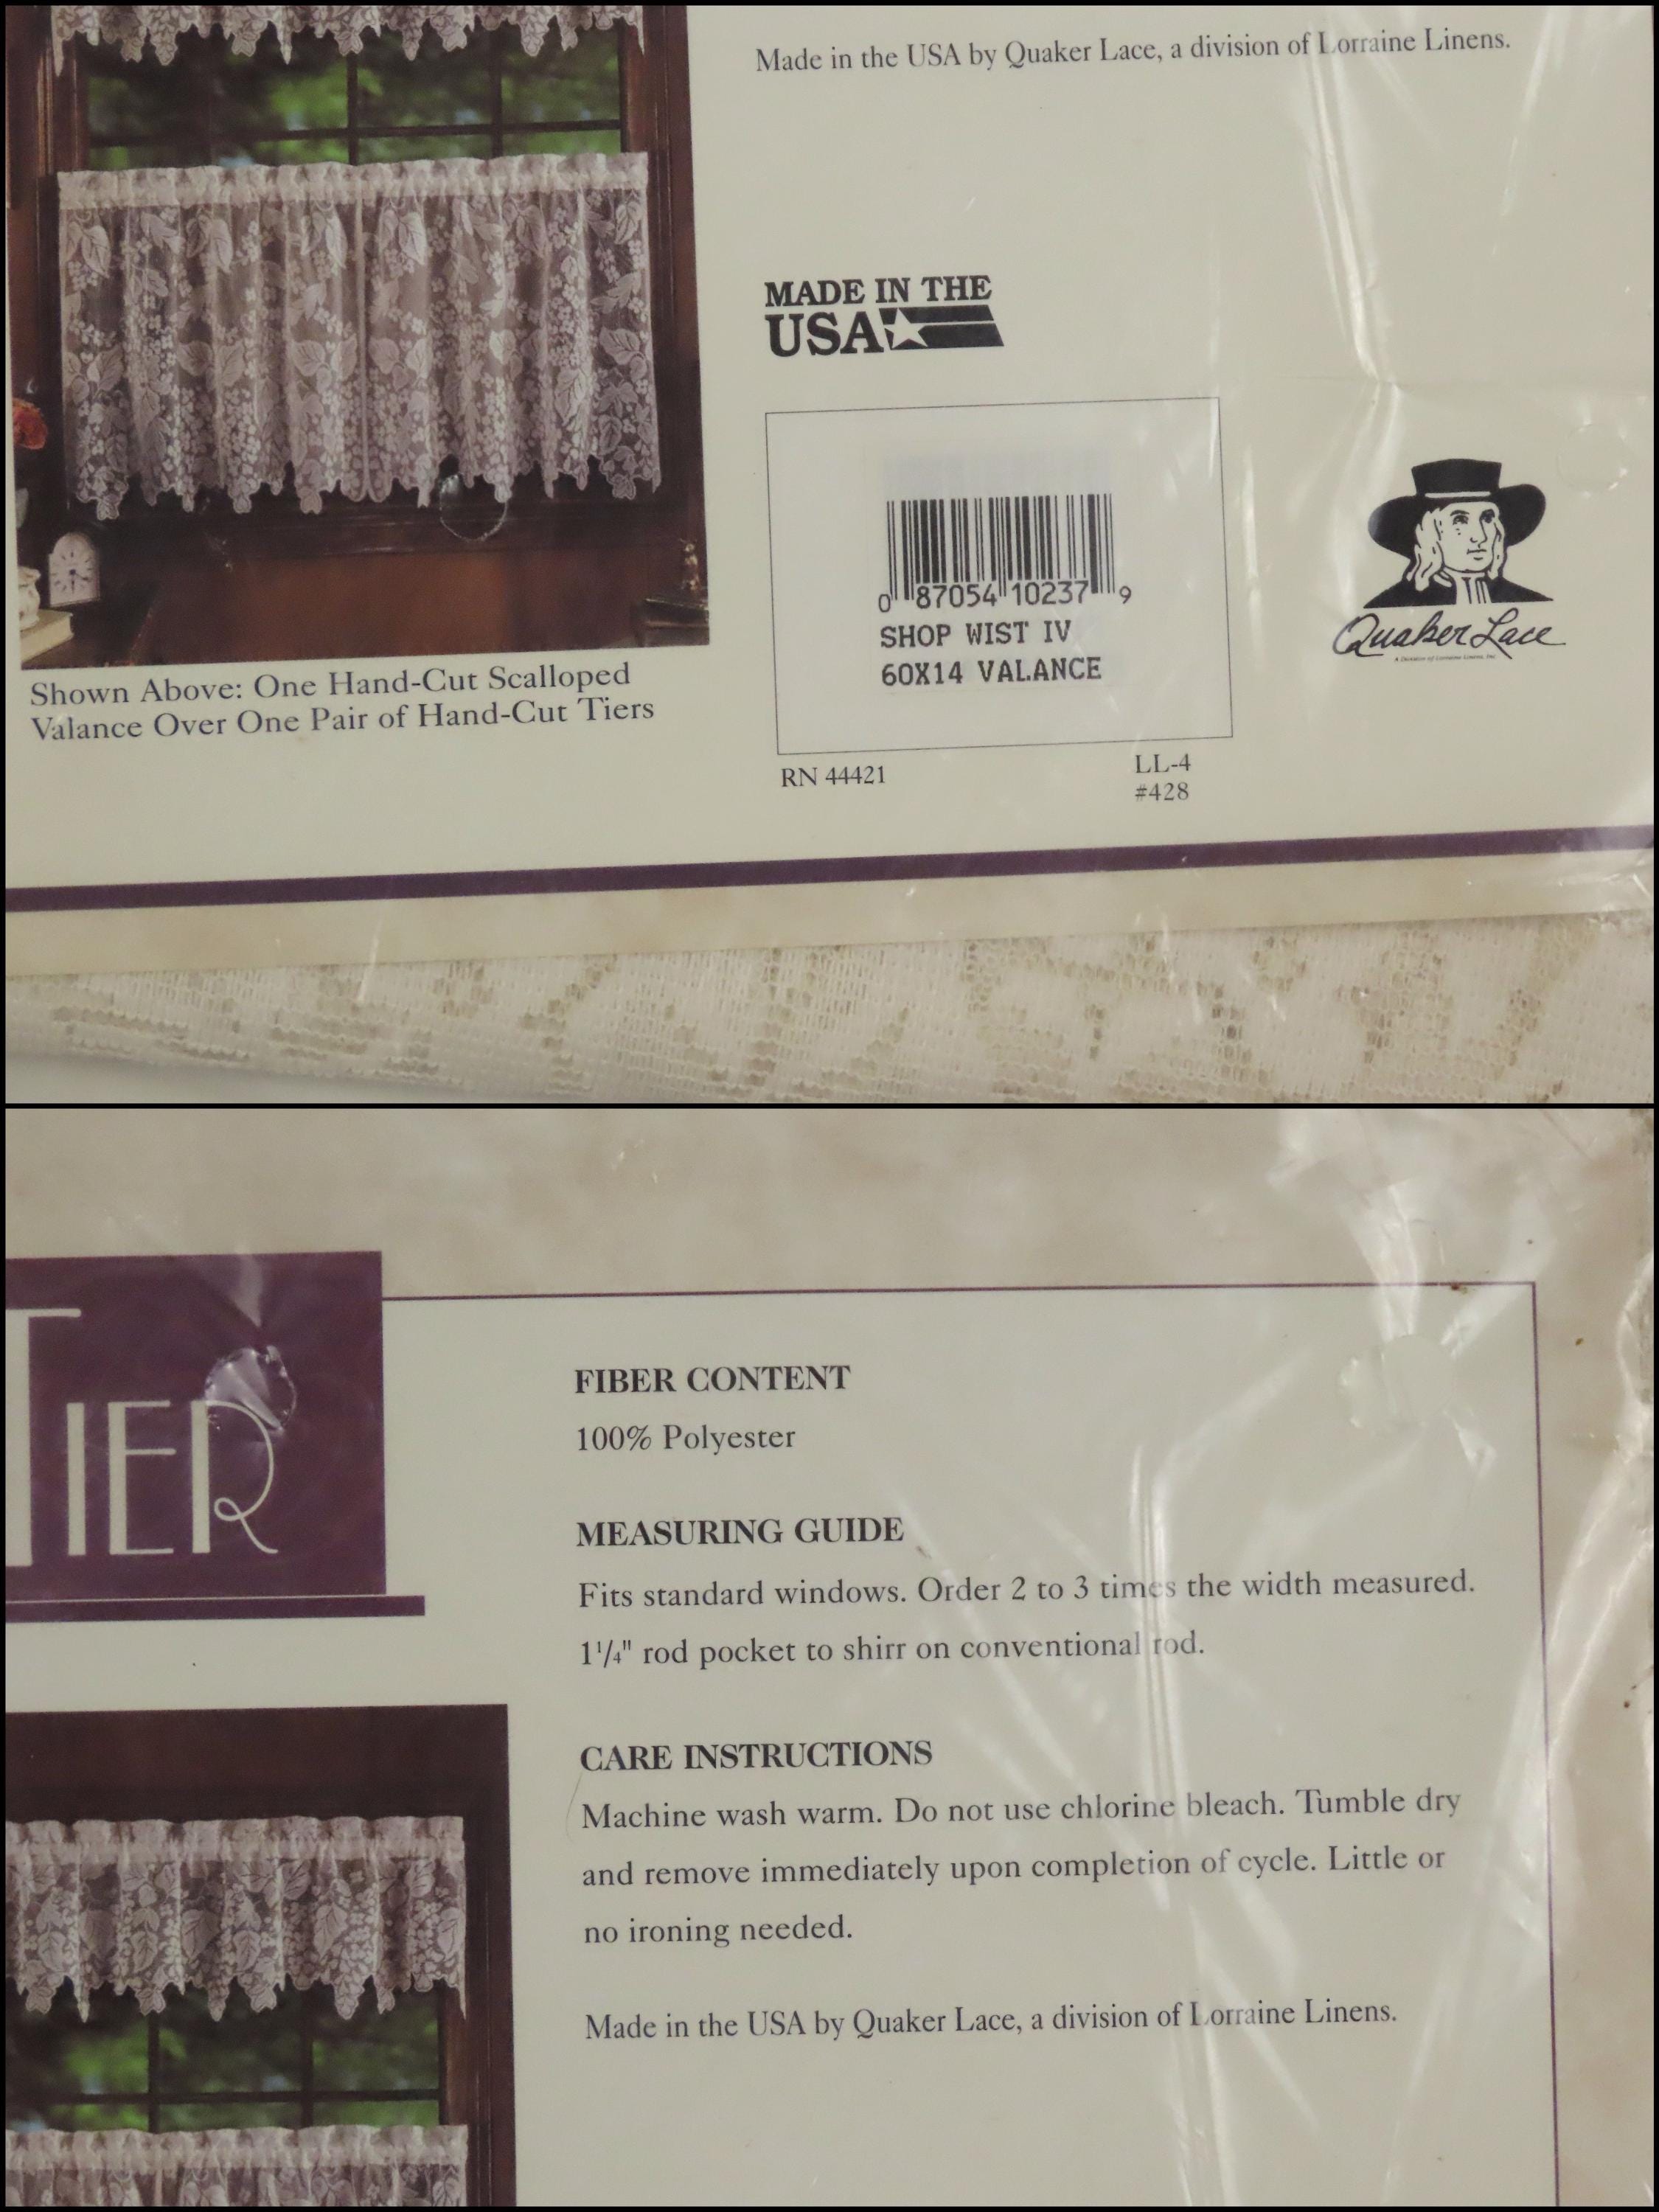 Made in the USA by Quaker Lace, a division of Lorraine Linens.
MADE IN THE
USA
0 87054 10237 9
SHOP WIST IV
60X14 VALANCE
Quaker Lace
A Division of Lorraine Linens, Inc.
Shown Above: One Hand-Cut Scalloped
Valance Over One Pair of Hand-Cut Tiers
RN 44421
LL-4
#428
TIER
FIBER CONTENT
100% Polyester
MEASURING GUIDE
Fits standard windows. Order 2 to 3 times the width measured.
1¹/₄" rod pocket to shirr on conventional rod.
CARE INSTRUCTIONS
Machine wash warm. Do not use chlorine bleach. Tumble dry
and remove immediately upon completion of cycle. Little or
no ironing needed.
Made in the USA by Quaker Lace, a division of Lorraine Linens.